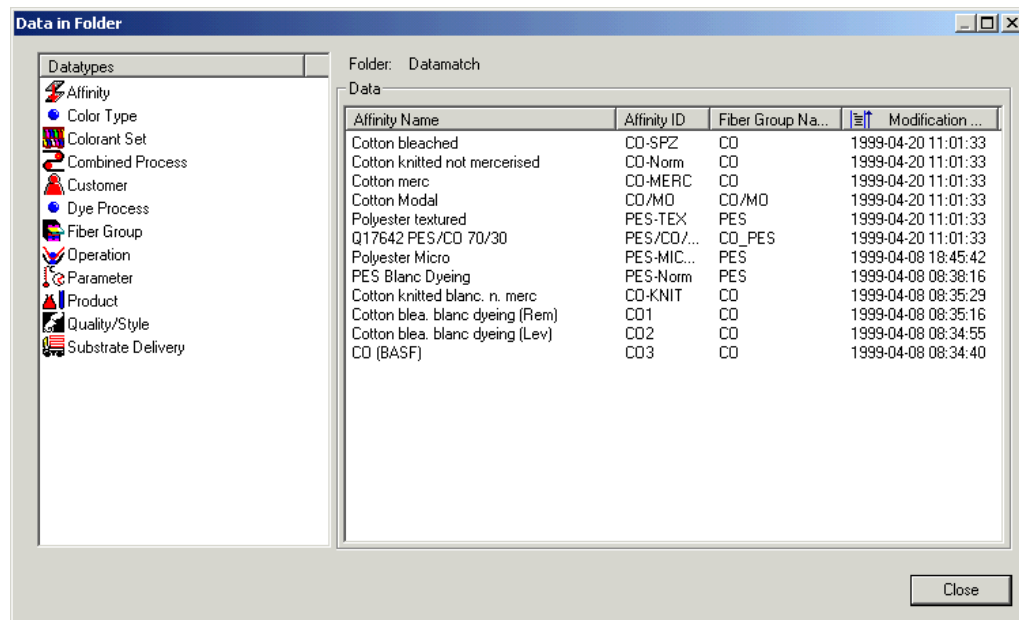 Data in Folder
Datatypes
Affinity
Color Type
Colorant Set
Combined Process
Customer
Dye Process
Fiber Group
Operation
Parameter
Product
Quality/Style
Substrate Delivery
Folder: Datamatch
Data
Affinity Name Affinity ID Fiber Group Na... Modification ...
Cotton bleached CO-SPZ CO 1999-04-20 11:01:33
Cotton knitted not mercerised CO-Norm CO 1999-04-20 11:01:33
Cotton merc CO-MERC CO 1999-04-20 11:01:33
Cotton Modal CO/MO CO/MO 1999-04-20 11:01:33
Polyester textured PES-TEX PES 1999-04-20 11:01:33
Q17642 PES/CO 70/30 PES/CO/... CO_PES 1999-04-20 11:01:33
Polyester Micro PES-MIC... PES 1999-04-08 18:45:42
PES Blanc Dyeing PES-Norm PES 1999-04-08 08:38:16
Cotton knitted blanc. n. merc CO-KNIT CO 1999-04-08 08:35:29
Cotton blea. blanc dyeing (Rem) CO1 CO 1999-04-08 08:35:16
Cotton blea. blanc dyeing (Lev) CO2 CO 1999-04-08 08:34:55
CO (BASF) CO3 CO 1999-04-08 08:34:40
Close